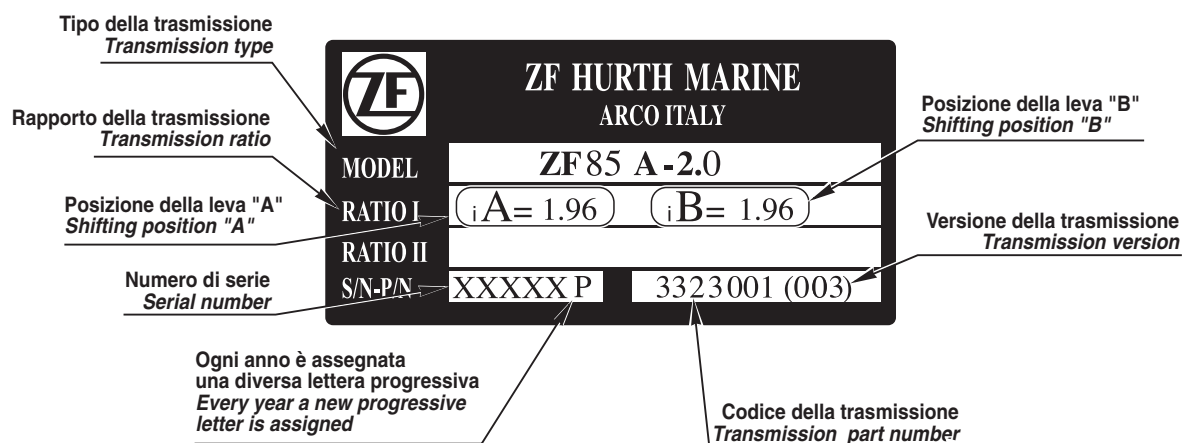 Tipo della trasmissione
Transmission type
Rapporto della trasmissione
Transmission ratio
Posizione della leva "A"
Shifting position "A"
Numero di serie
Serial number
ZF
ZF HURTH MARINE
ARCO ITALY
MODEL ZF85 A-2.0
RATIO I iA= 1.96 iB= 1.96
RATIO II
S/N-P/N XXXXX P 3323001 (003)
Posizione della leva "B"
Shifting position "B"
Versione della trasmissione
Transmission version
Ogni anno è assegnata
una diversa lettera progressiva
Every year a new progressive
letter is assigned
Codice della trasmissione
Transmission part number